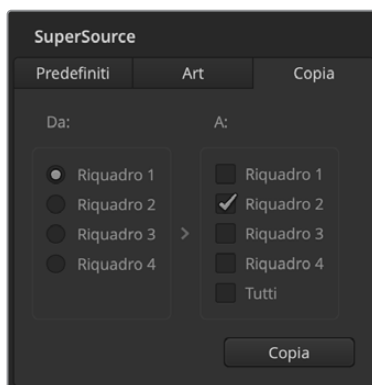 SuperSource
Predefiniti Art Copia
Da: A:
Riquadro 1 Riquadro 1
Riquadro 2 Riquadro 2
Riquadro 3 > Riquadro 3
Riquadro 4 Riquadro 4
Tutti
Copia